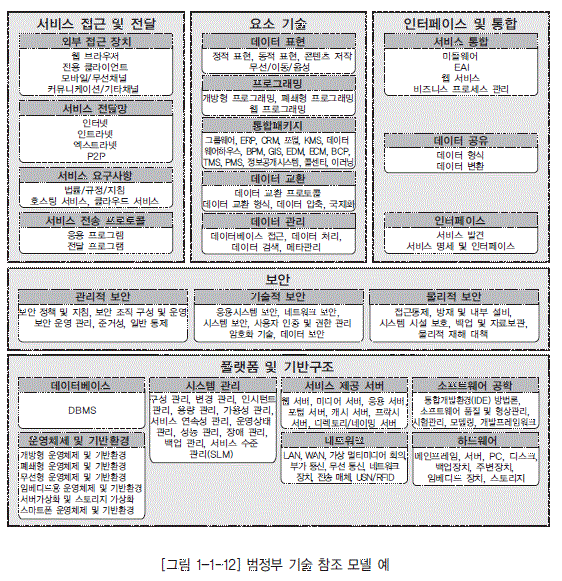 서비스 접근 및 전달
외부 접근 장치
웹 브라우저
전용 클라이언트
모바일/무선채널
커뮤니케이션/기타채널
서비스 전달망
인터넷
인트라넷
엑스트라넷
P2P
서비스 요구사항
법률/규정/지침
호스팅 서비스, 클라우드 서비스
서비스 전송 프로토콜
응용 프로그램
전달 프로그램
요소 기술
데이터 표현
정적 표현, 동적 표현, 콘텐츠 저작
무선/이동/음성
프로그래밍
개방형 프로그래밍, 폐쇄형 프로그래밍
웹 프로그래밍
통합패키지
그룹웨어, ERP, CRM, 포털, KMS, 데이터
웨어하우스, BPM, GIS, EDM, ECM, BCP,
TMS, PMS, 정보공개시스템, 콜센터, 이러닝
데이터 교환
데이터 교환 프로토콜
데이터 교환 형식, 데이터 압축, 국제화
데이터 관리
데이터베이스 접근, 데이터 처리,
데이터 검색, 메타관리
인터페이스 및 통합
서비스 통합
미들웨어
EAI
웹 서비스
비즈니스 프로세스 관리
데이터 공유
데이터 형식
데이터 변환
인터페이스
서비스 발견
서비스 명세 및 인터페이스
보안
관리적 보안
보안 정책 및 지침, 보안 조직 구성 및 운영
보안 운영 관리, 준거성, 일반 통제
기술적 보안
응용시스템 보안, 네트워크 보안,
시스템 보안, 사용자 인증 및 권한 관리
암호화 기술, 데이터 보안
물리적 보안
접근통제, 방재 및 내부 설비,
시스템 시설 보호, 백업 및 자료보관,
물리적 재해 대책
플랫폼 및 기반구조
데이터베이스
DBMS
운영체제 및 기반환경
개방형 운영체제 및 기반환경
폐쇄형 운영체제 및 기반환경
무선형 운영체제 및 기반환경
임베디드용 운영체제 및 기반환경
서버가상화 및 스토리지 가상화
스마트폰 운영체제 및 기반환경
시스템 관리
구성 관리, 변경 관리, 인시던트
관리, 용량 관리, 가용성 관리,
서비스 연속성 관리, 운영상태
관리, 성능 관리, 장애 관리,
백업 관리, 서비스 수준
관리(SLM)
서비스 제공 서버
웹 서버, 미디어 서버, 응용 서버
포털 서버, 캐시 서버, 프락시
서버, 디렉토리/네이밍 서버
네트워크
LAN, WAN, 가상 멀티미디어 회의
부가 통신, 무선 통신, 네트워크
장치, 전송 매체, USN/RFID
소프트웨어 공학
통합개발환경(IDE) 방법론,
소프트웨어 품질 및 형상관리,
시험관리, 모델링, 개발프레임워크
하드웨어
메인프레임, 서버, PC, 디스크,
백업장치, 주변장치,
임베디드 장치, 스토리지
[그림 1-1-12] 범정부 기술 참조 모델 예